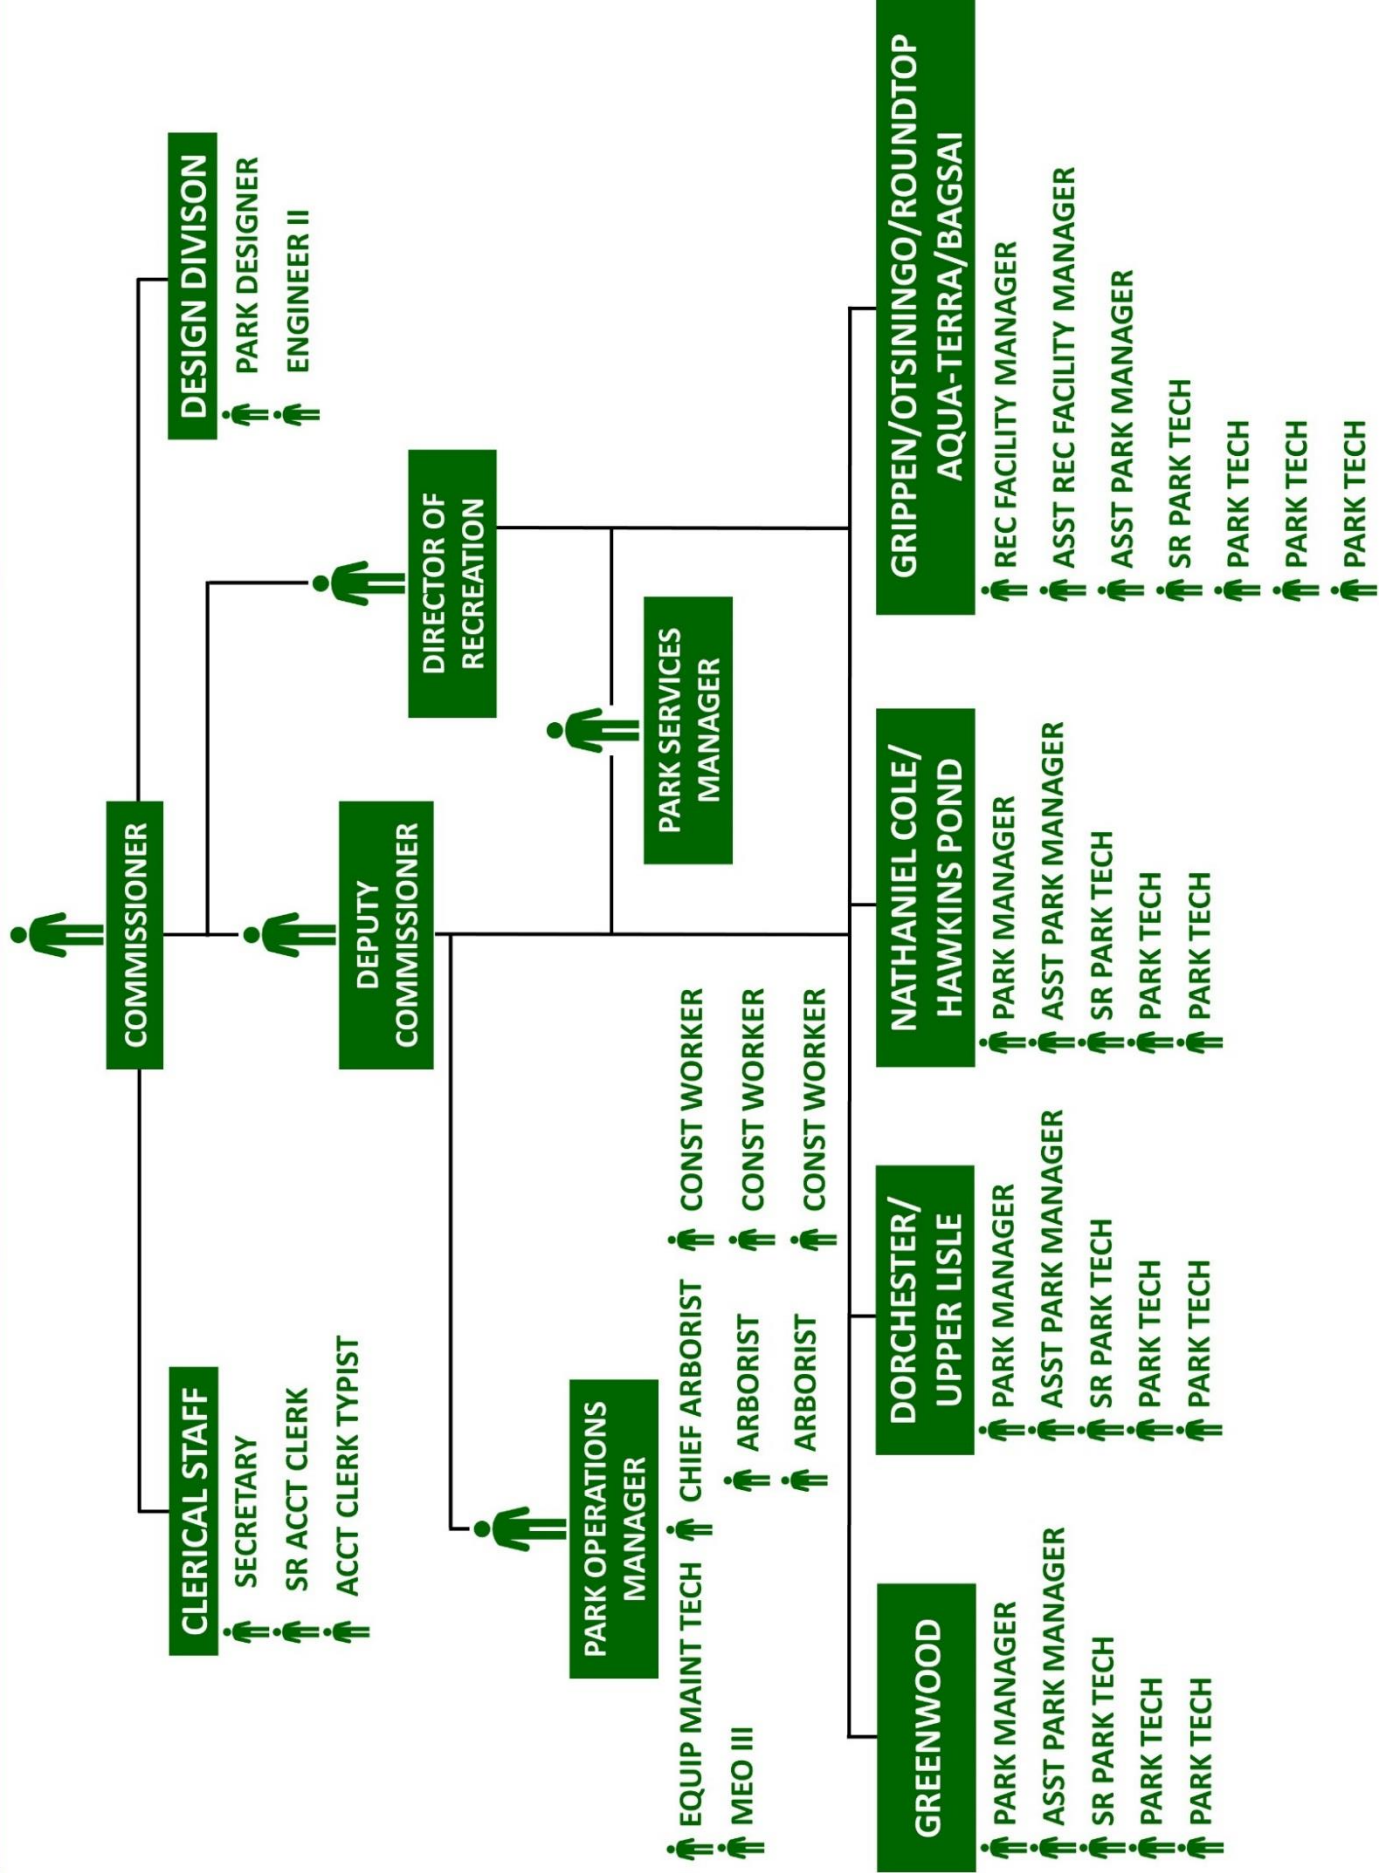 COMMISSIONER
CLERICAL STAFF
SECRETARY
SR ACCT CLERK
ACCT CLERK TYPIST
DESIGN DIVISON
PARK DESIGNER
ENGINEER II
DEPUTY
COMMISSIONER
DIRECTOR OF
RECREATION
PARK OPERATIONS
MANAGER
EQUIP MAINT TECH
MEO III
CHIEF ARBORIST
ARBORIST
ARBORIST
CONST WORKER
CONST WORKER
CONST WORKER
PARK SERVICES
MANAGER
GREENWOOD
PARK MANAGER
ASST PARK MANAGER
SR PARK TECH
PARK TECH
PARK TECH
DORCHESTER/
UPPER LISLE
PARK MANAGER
ASST PARK MANAGER
SR PARK TECH
PARK TECH
PARK TECH
NATHANIEL COLE/
HAWKINS POND
PARK MANAGER
ASST PARK MANAGER
SR PARK TECH
PARK TECH
PARK TECH
GRIPPEN/OTSININGO/ROUNDTOP
AQUA-TERRA/BAGSAI
REC FACILITY MANAGER
ASST REC FACILITY MANAGER
ASST PARK MANAGER
SR PARK TECH
PARK TECH
PARK TECH
PARK TECH